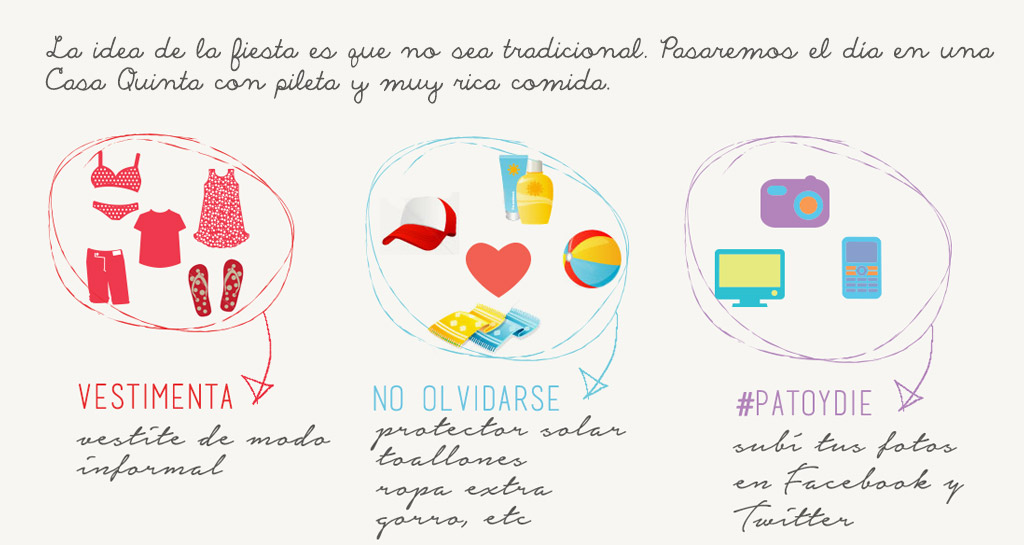 La idea de la fiesta es que no sea tradicional. Pasaremos el día en una
Casa Quinta con pileta y muy rica comida.
VESTIMENTA
vestite de modo
informal
NO OLVIDARSE
protector solar
toallones
ropa extra
gorro, etc
#PATOYDIE
subí tus fotos
en Facebook y
Twitter